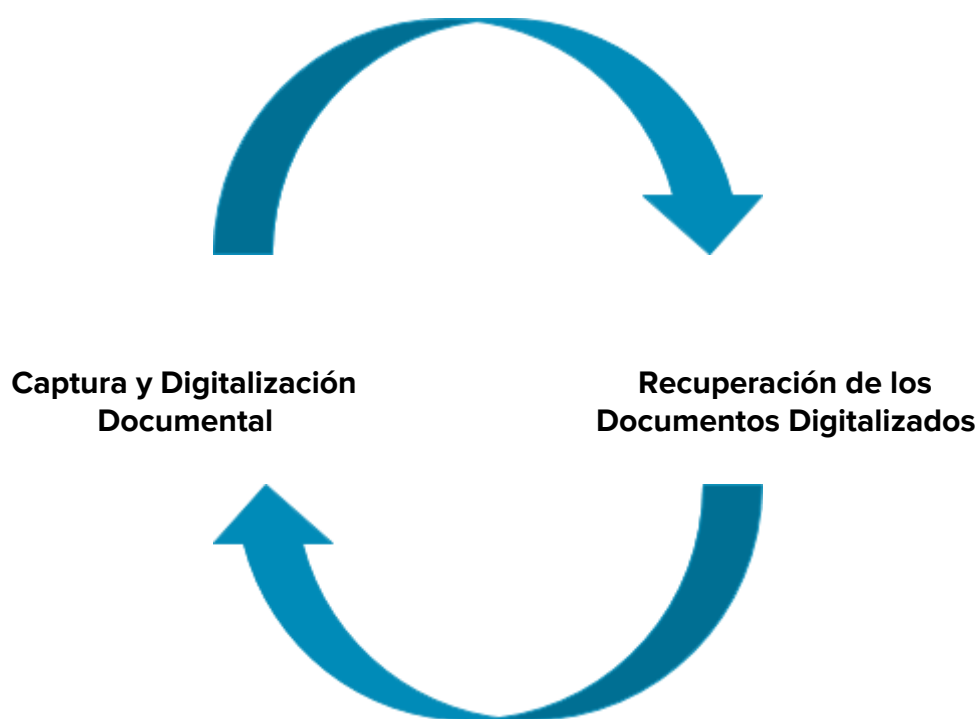 Captura y Digitalización
Documental
Recuperación de los
Documentos Digitalizados